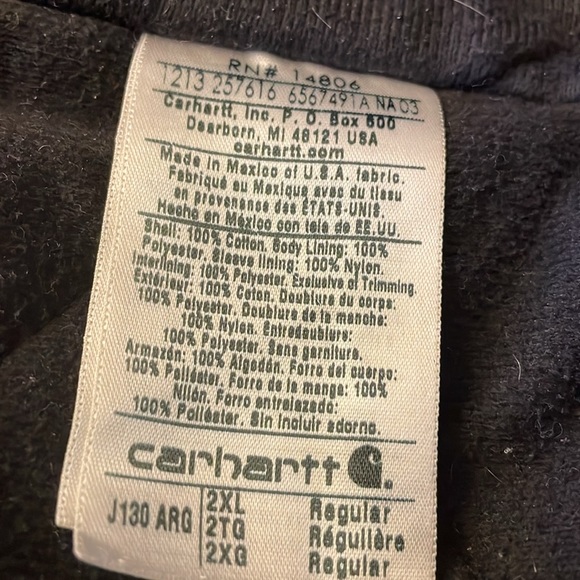 RN# 14806
1213 257616 6567491A NA 03
Carhartt, Inc. P. O. Box 600
Dearborn, MI 48121 USA
carhartt.com
Made in Mexico of U.S.A. fabric.
Fabriqué au Mexique avec du tissu
en provenance des ÉTATS-UNIS.
Hecho en México con tela de EE.UU.
Shell: 100% Cotton. Body Lining: 100%
Polyester. Sleeve lining: 100% Nylon.
Interlining: 100% Polyester, Exclusive of Trimming.
Extérieur: 100% Coton. Doublure du corps:
100% Polyester. Doublure de la manche:
100% Nylon. Entredoublure:
100% Polyester. Sans garniture.
Armazón: 100% Algodón. Forro del cuerpo:
100% Poliéster. Forro de la manga: 100%
Nilón. Forro entrelazado:
100% Poliéster. Sin incluir adorno.
carhartt
J130 ARG 2XL Regular
2TG Régulière
2XG Regular